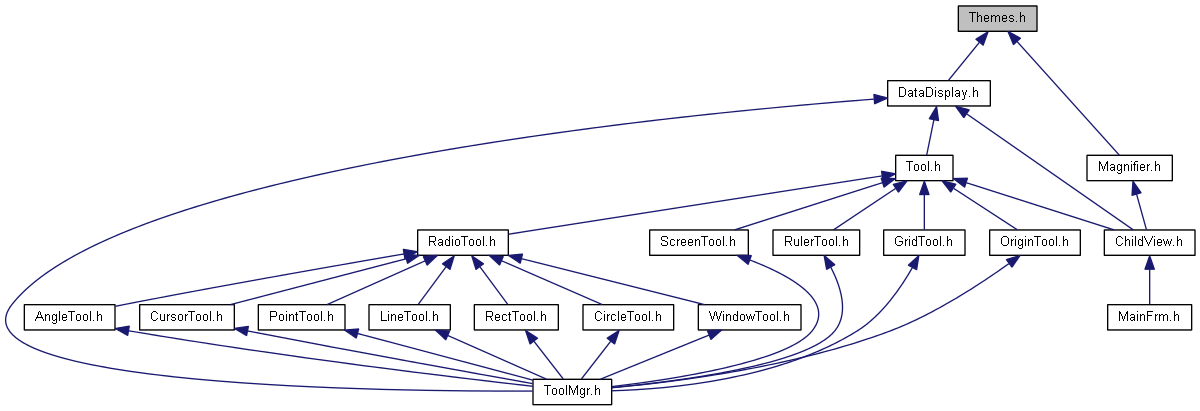 Themes.h
DataDisplay.h
Tool.h
Magnifier.h
RadioTool.h
ScreenTool.h
RulerTool.h
GridTool.h
OriginTool.h
ChildView.h
AngleTool.h
CursorTool.h
PointTool.h
LineTool.h
RectTool.h
CircleTool.h
WindowTool.h
MainFrm.h
ToolMgr.h